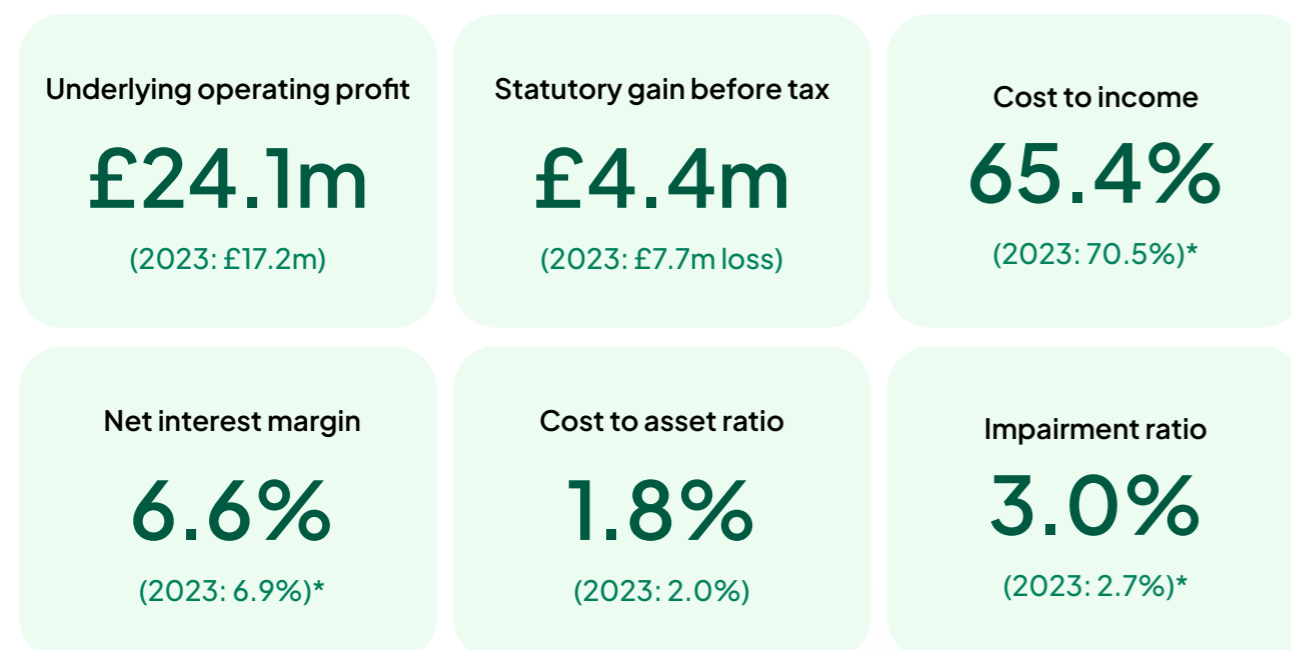 Underlying operating profit
£24.1m
(2023: £17.2m)
Statutory gain before tax
£4.4m
(2023: £7.7m loss)
Cost to income
65.4%
(2023: 70.5%)*
Net interest margin
6.6%
(2023: 6.9%)*
Cost to asset ratio
1.8%
(2023: 2.0%)
Impairment ratio
3.0%
(2023: 2.7%)*